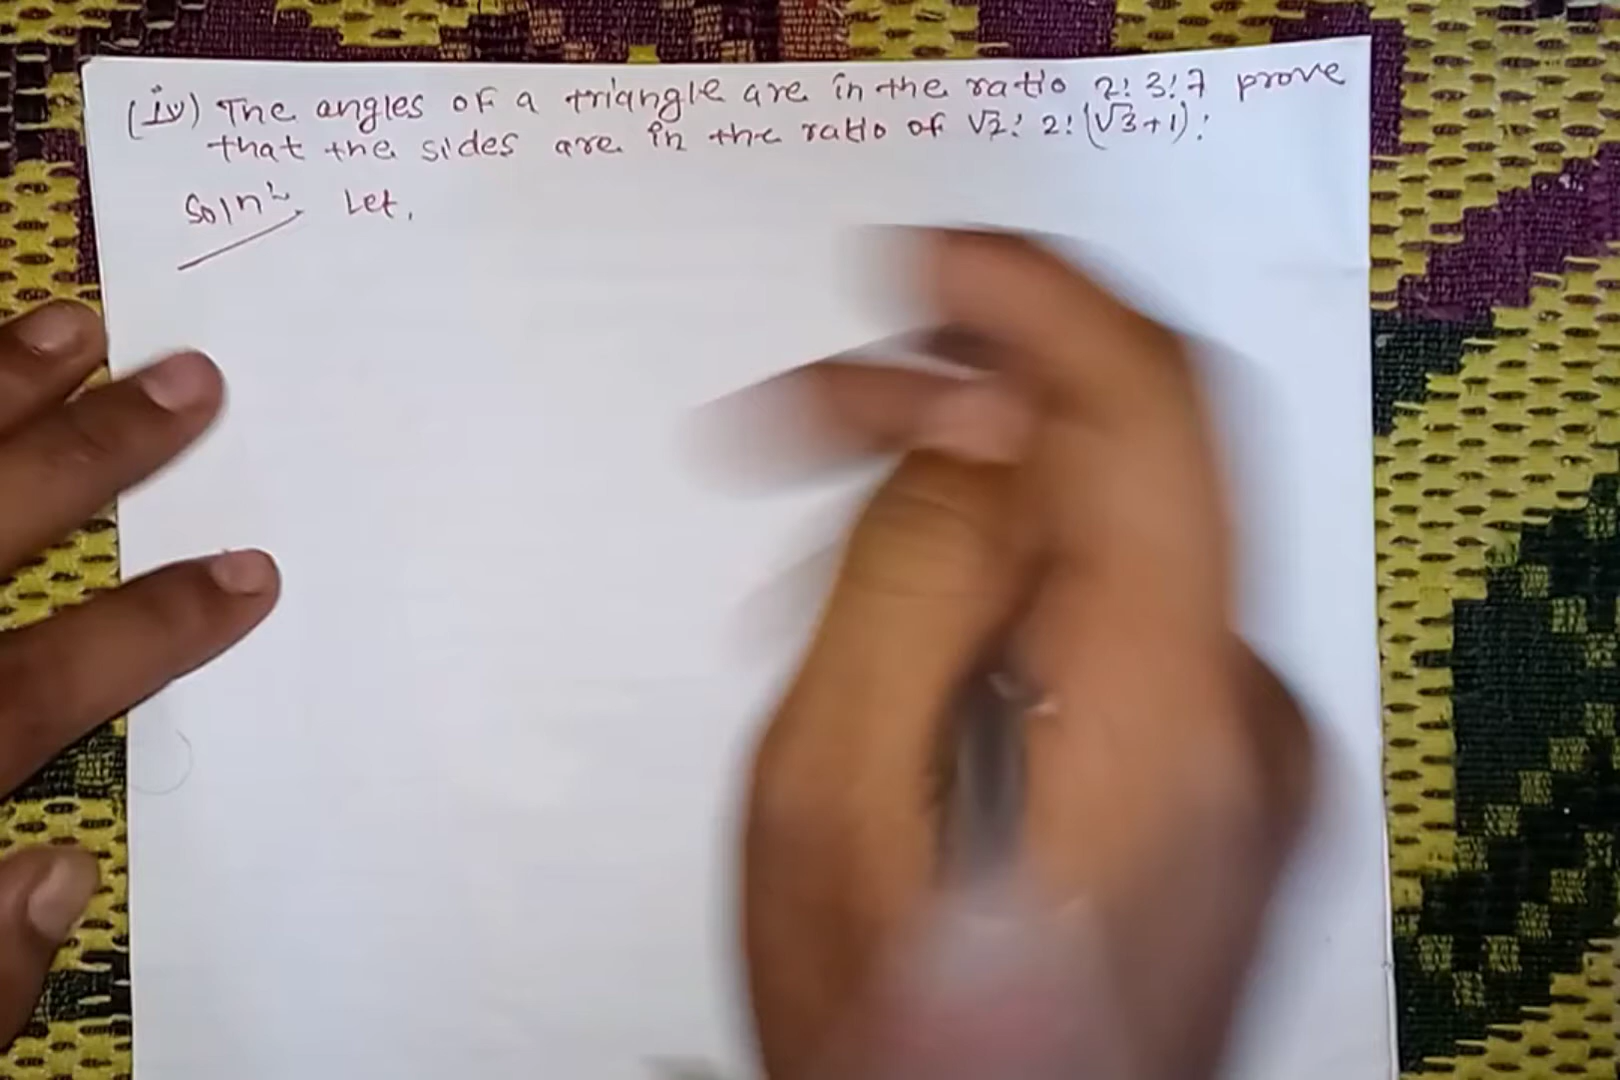 (iv) The angles of a triangle are in the ratio 2:3:7 prove
that the sides are in the ratio of √2:2:(√3+1):
Soln: Let,